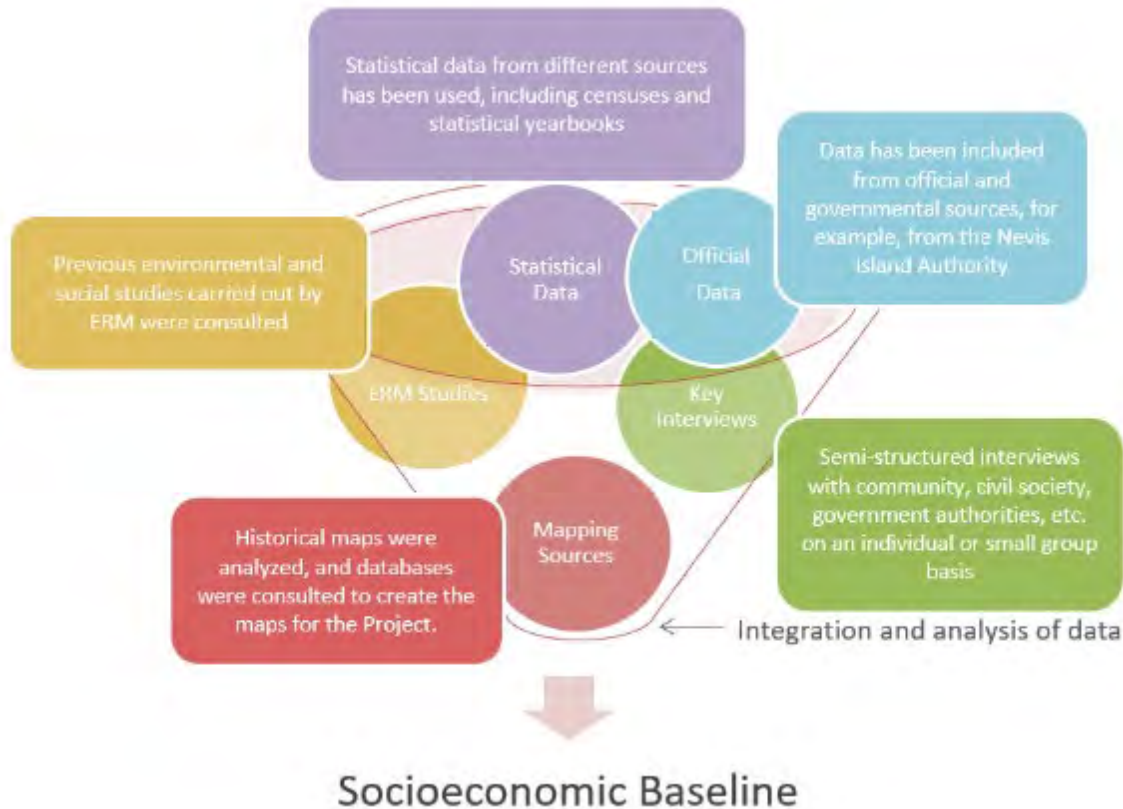 Statistical data from different sources
has been used, including censuses and
statistical yearbooks
Data has been included
from official and
governmental sources, for
example, from the Nevis
Island Authority
Previous environmental and
social studies carried out by
ERM were consulted
Statistical
Data
Official
Data
ERM Studies
Key
Interviews
Semi-structured interviews
with community, civil society,
government authorities, etc.
on an individual or small group
basis
Mapping
Sources
Historical maps were
analyzed, and databases
were consulted to create the
maps for the Project.
Integration and analysis of data
Socioeconomic Baseline